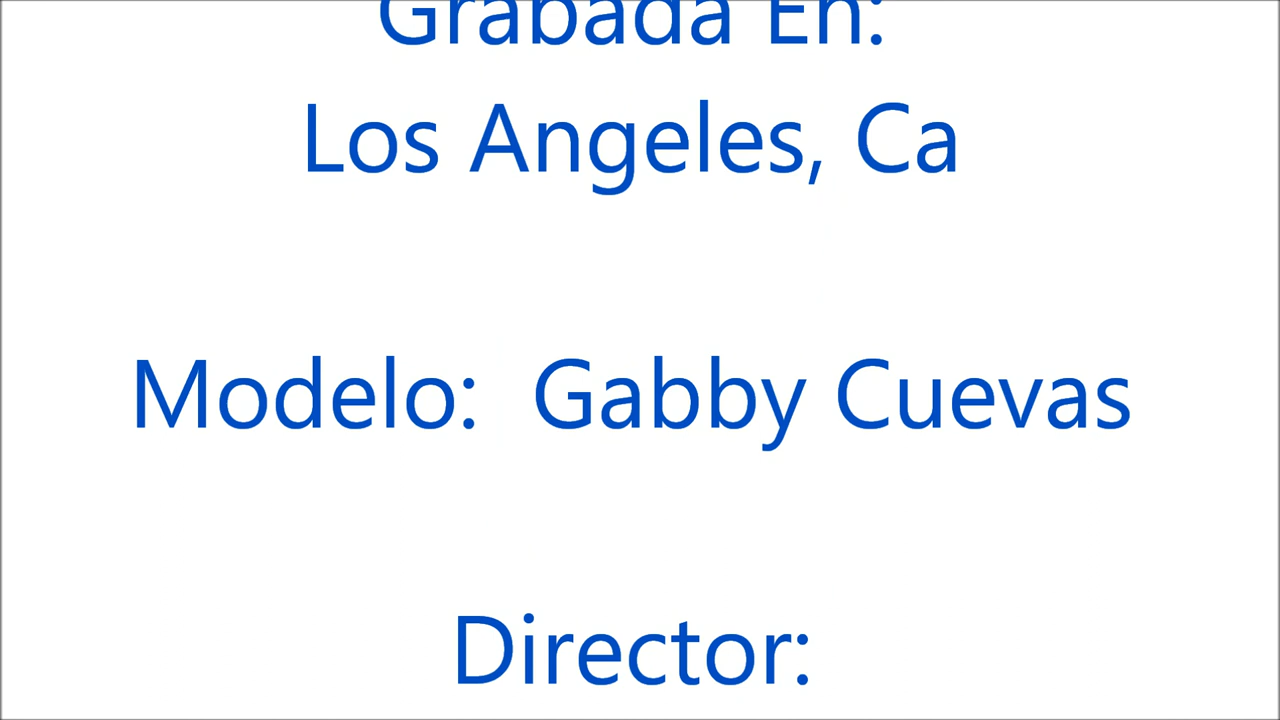 Grabada En:
Los Angeles, Ca
Modelo: Gabby Cuevas
Director: